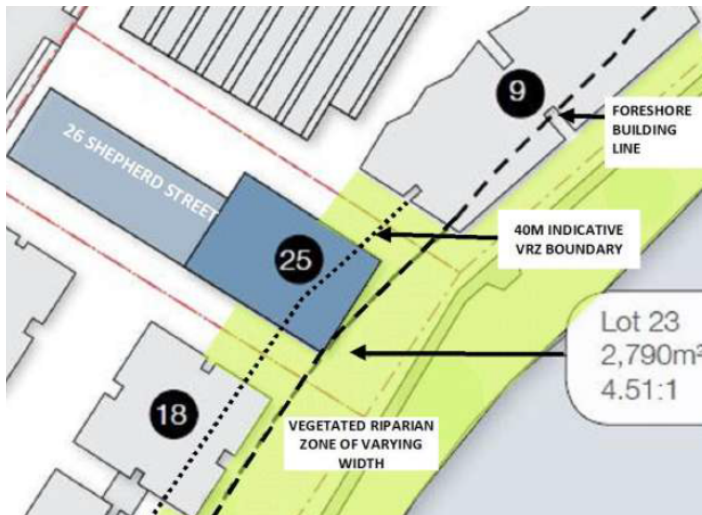 9
FORESHORE
BUILDING
LINE
26 SHEPHERD STREET
40M INDICATIVE
VRZ BOUNDARY
25
Lot 23
2,790m²
4.51:1
18
VEGETATED RIPARIAN
ZONE OF VARYING
WIDTH